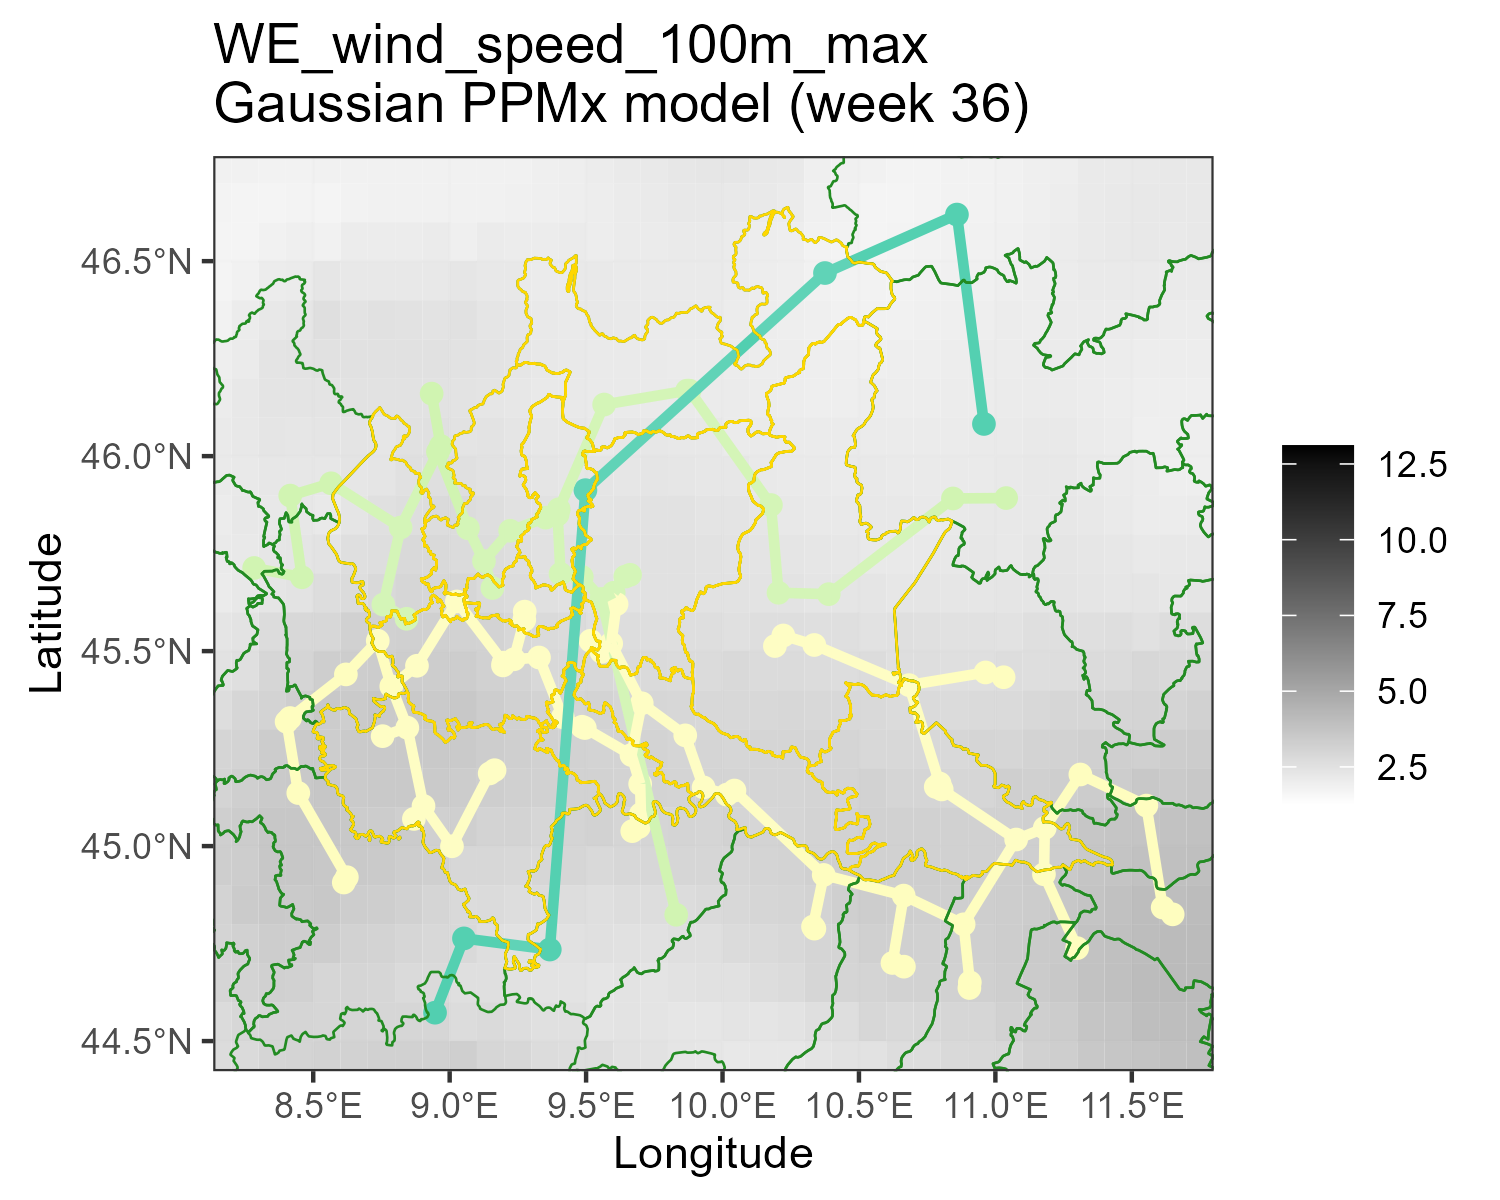 WE_wind_speed_100m_max
Gaussian PPMx model (week 36)
46.5°N
46.0°N
45.5°N
45.0°N
44.5°N
Latitude
8.5°E 9.0°E 9.5°E 10.0°E 10.5°E 11.0°E 11.5°E
Longitude
12.5
10.0
7.5
5.0
2.5